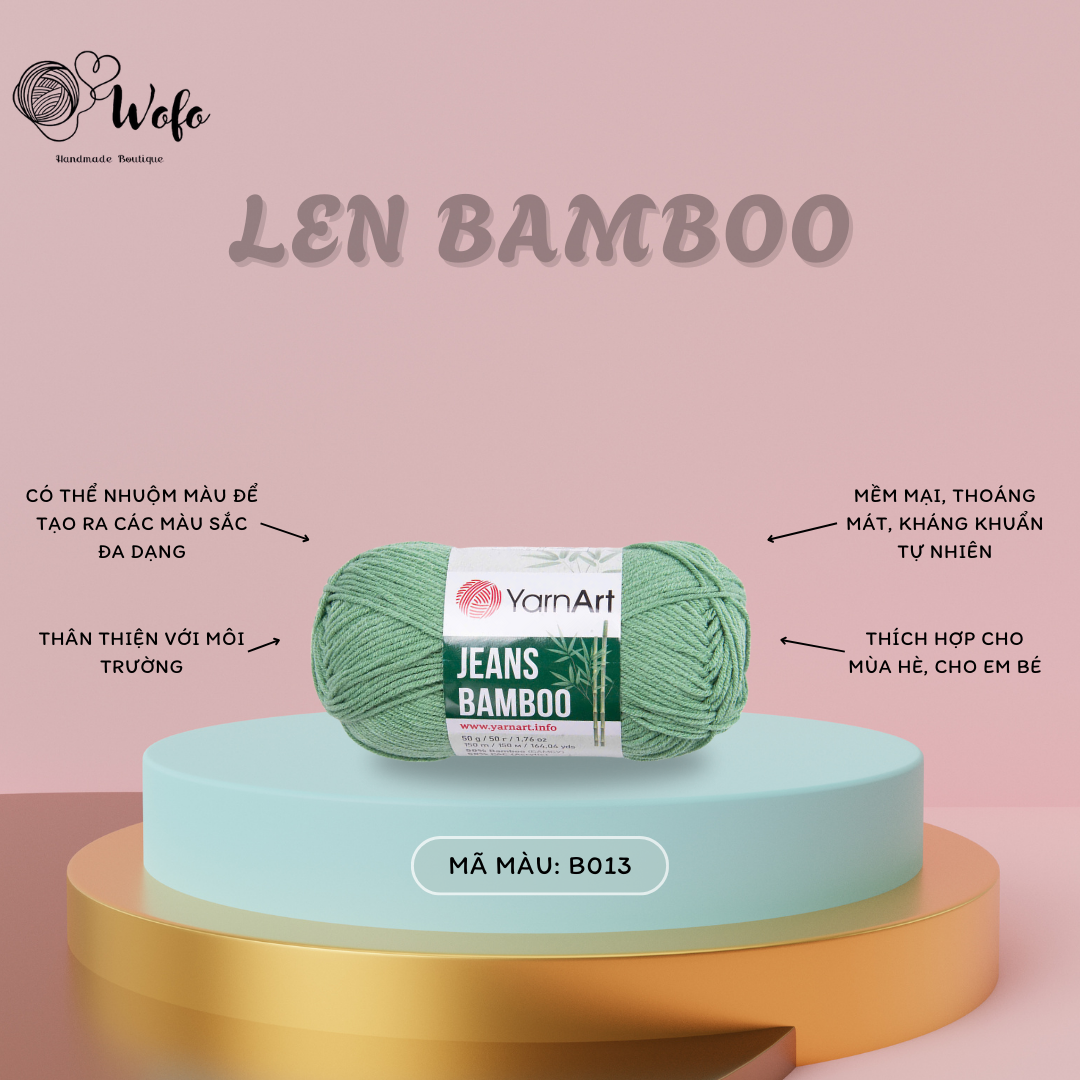 Wofo
Handmade Boutique
LEN BAMBOO
CÓ THỂ NHUỘM MÀU ĐỂ
TẠO RA CÁC MÀU SẮC
ĐA DẠNG
MỀM MẠI, THOÁNG
MÁT, KHÁNG KHUẨN
TỰ NHIÊN
THÂN THIỆN VỚI MÔI
TRƯỜNG
THÍCH HỢP CHO
MÙA HÈ, CHO EM BÉ
YarnArt
JEANS
BAMBOO
www.yarnart.info
50 g / 50 г / 1,76 oz
150 m / 150 м / 164,04 yds
Bamboo
MÃ MÀU: B013